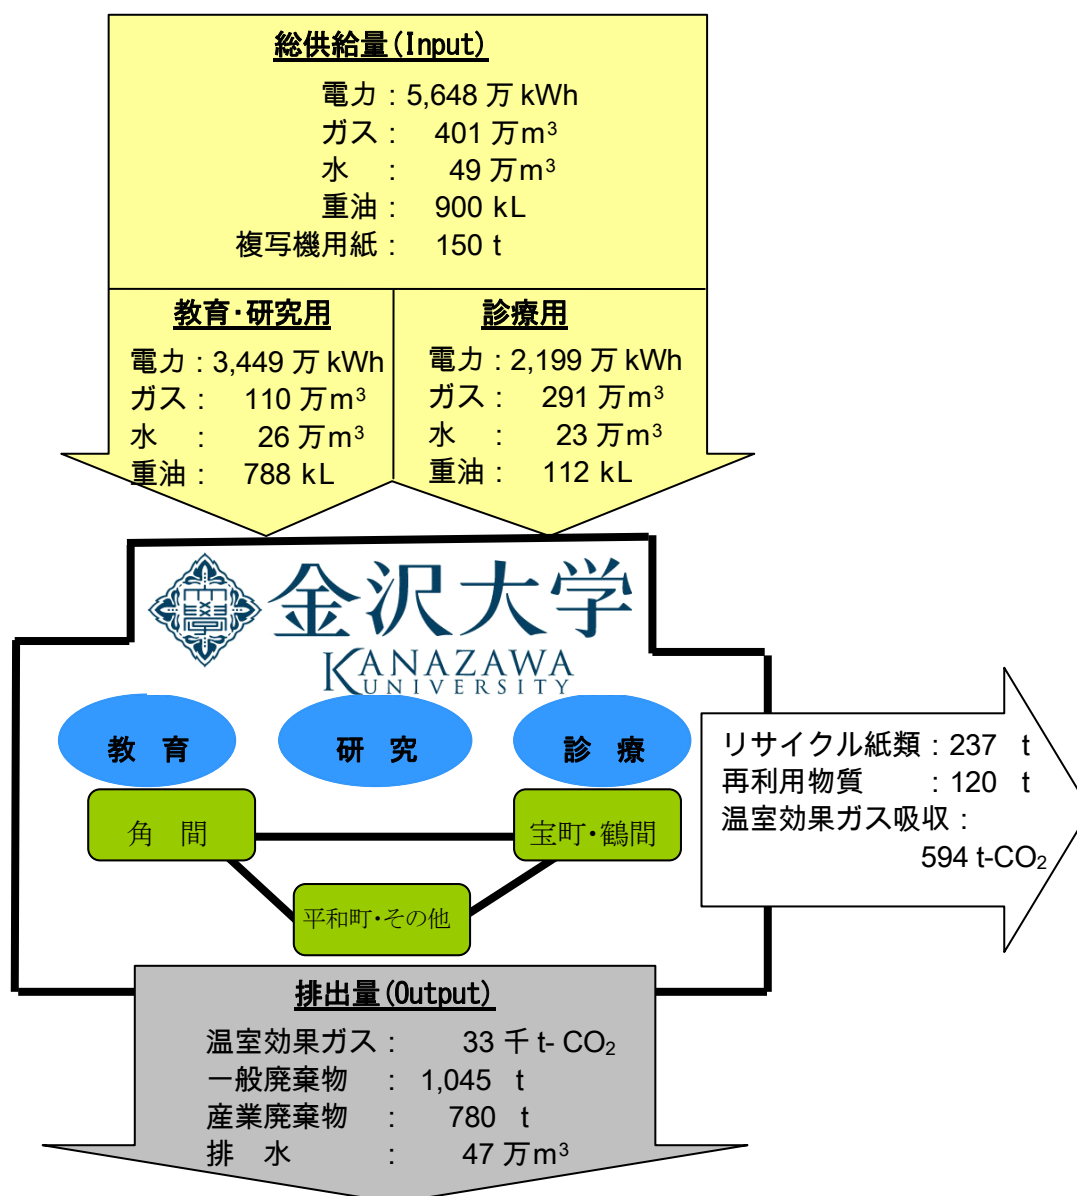 総供給量(Input)
電力：5,648 万 kWh
ガス： 401 万m³
水 ： 49 万m³
重油： 900 kL
複写機用紙： 150 t
教育・研究用
電力：3,449 万 kWh
ガス： 110 万m³
水 ： 26 万m³
重油： 788 kL
診療用
電力：2,199 万 kWh
ガス： 291 万m³
水 ： 23 万m³
重油： 112 kL
金沢大学
KANAZAWA
UNIVERSITY
教 育
研 究
診 療
角 間
宝町・鶴間
平和町・その他
リサイクル紙類：237 t
再利用物質 ：120 t
温室効果ガス吸収：
594 t-CO₂
排出量(Output)
温室効果ガス： 33 千 t- CO₂
一般廃棄物 ： 1,045 t
産業廃棄物 ： 780 t
排 水 ： 47 万m³